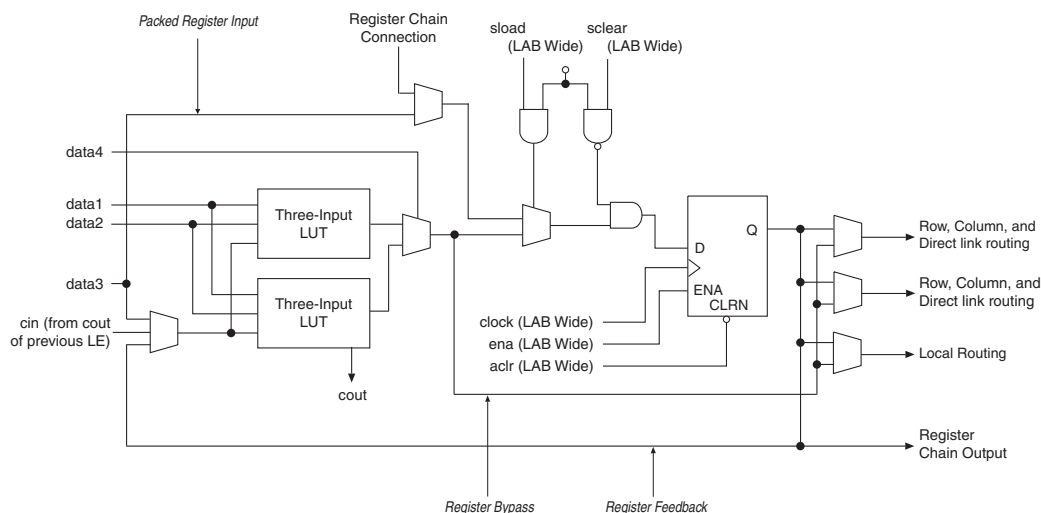 Packed Register Input
Register Chain
Connection
sload
(LAB Wide)
sclear
(LAB Wide)
data4
data1
data2
Three-Input
LUT
data3
Three-Input
LUT
cin (from cout
of previous LE)
cout
D
Q
ENA
CLRN
clock (LAB Wide)
ena (LAB Wide)
aclr (LAB Wide)
Row, Column, and
Direct link routing
Row, Column, and
Direct link routing
Local Routing
Register
Chain Output
Register Bypass
Register Feedback